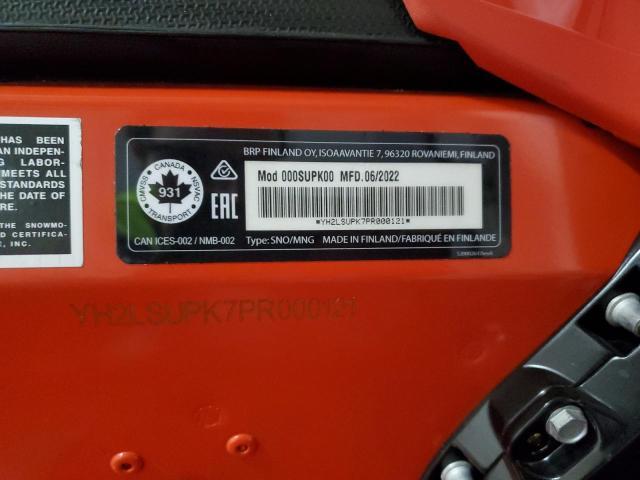 HAS BEEN
AN INDEPEN-
G LABOR-
MEETS ALL
STANDARDS
THE DATE OF
RE.
THE SNOWMO-
D CERTIFICA-
E, INC.
BRP FINLAND OY, ISOAAVANTIE 7, 96320 ROVANIEMI, FINLAND
Mod 000SUPK00 MFD.06/2022
*YH2LSUPK7PR000121*
CANADA
CMVSS
931
NSVAC
TRANSPORT
EAC
CAN ICES-002 / NMB-002 Type: SNO/MNG MADE IN FINLAND/FABRIQUÉ EN FINLANDE
YH2LSUPK7PR000121